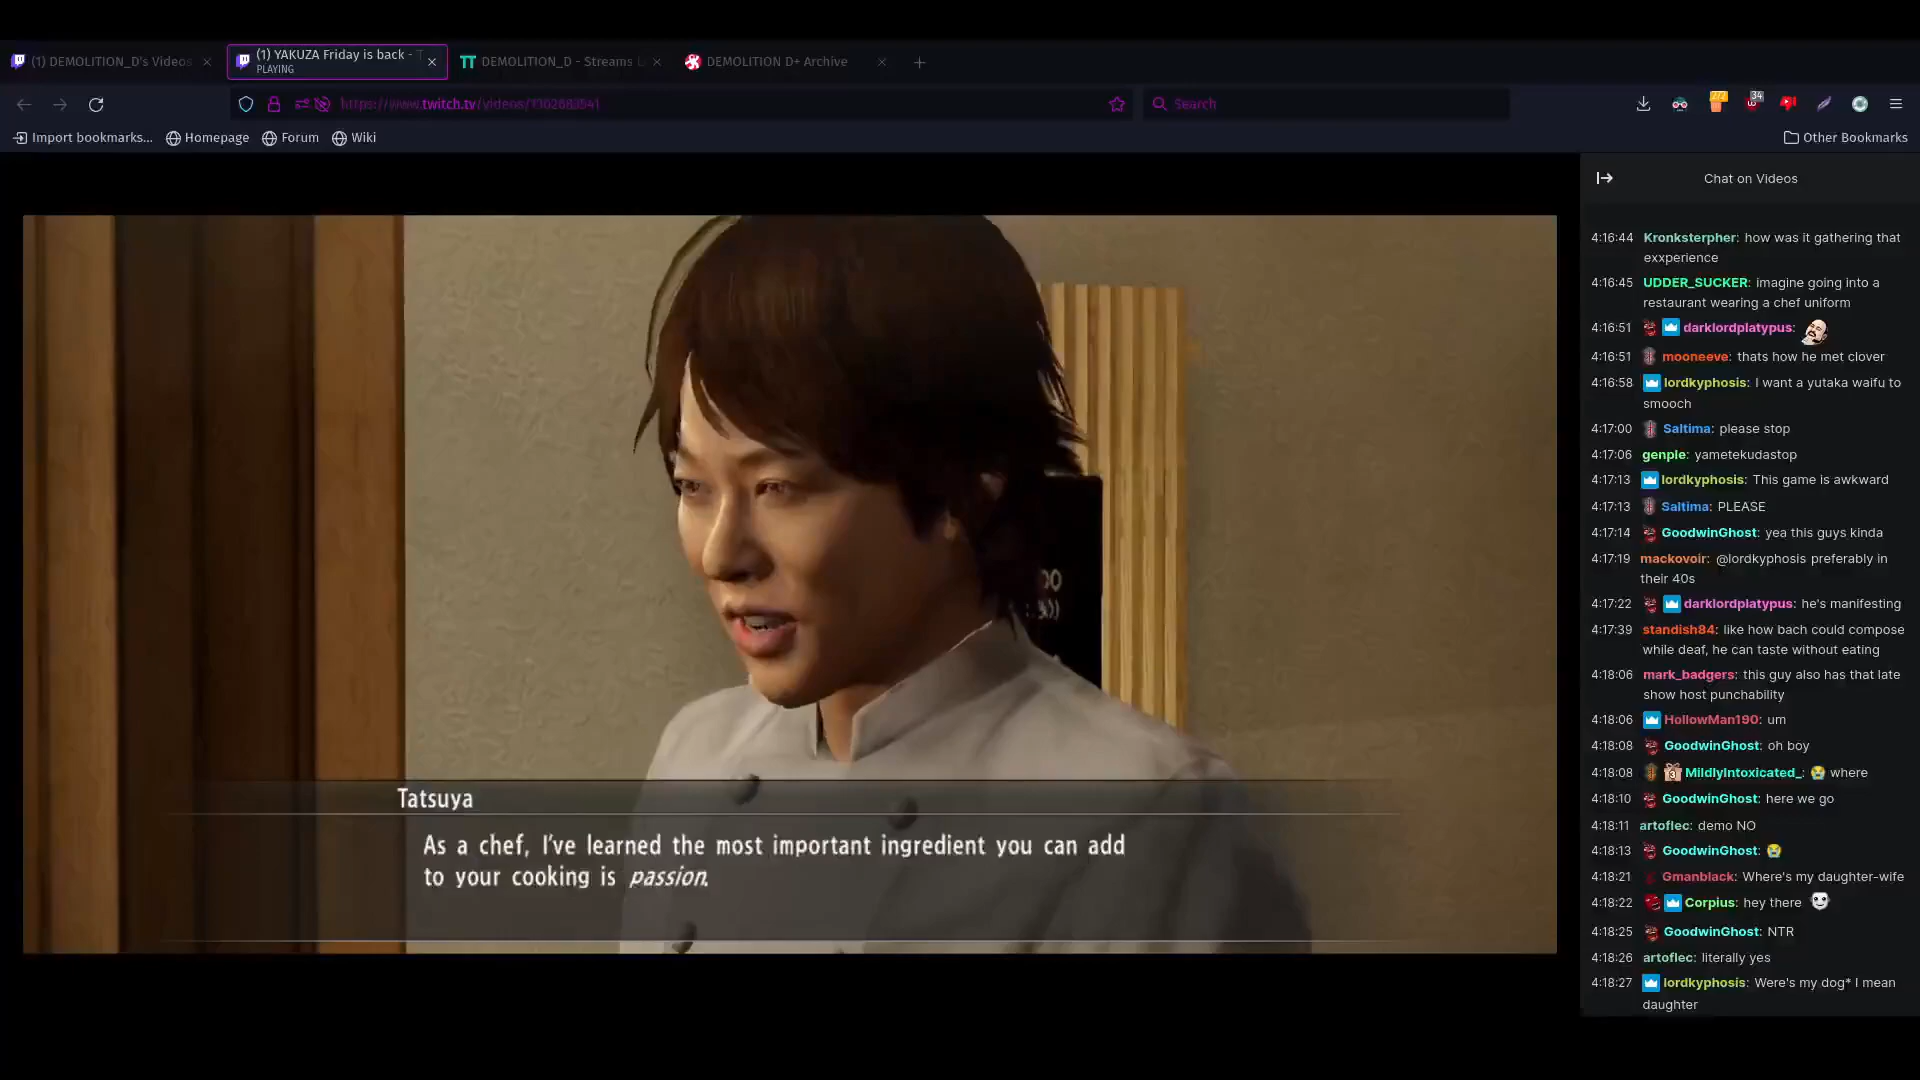 (1) DEMOLITION_D's Videos
(1) YAKUZA Friday is back - T
PLAYING
DEMOLITION_D - Streams L
DEMOLITION D+ Archive
https://www.twitch.tv/videos/1302683941
Search
272
34
Import bookmarks...
Homepage
Forum
Wiki
Other Bookmarks
Chat on Videos
4:16:44 Kronksterpher: how was it gathering that
exxperience
4:16:45 UDDER_SUCKER: imagine going into a
restaurant wearing a chef uniform
4:16:51 darklordplatypus:
4:16:51 mooneeve: thats how he met clover
4:16:58 lordkyphosis: I want a yutaka waifu to
smooch
4:17:00 Saltima: please stop
4:17:06 genpie: yametekudastop
4:17:13 lordkyphosis: This game is awkward
4:17:13 Saltima: PLEASE
4:17:14 GoodwinGhost: yea this guys kinda
4:17:19 mackovoir: @lordkyphosis preferably in
their 40s
4:17:22 darklordplatypus: he's manifesting
4:17:39 standish84: like how bach could compose
while deaf, he can taste without eating
4:18:06 mark_badgers: this guy also has that late
show host punchability
4:18:06 HollowMan190: um
4:18:08 GoodwinGhost: oh boy
4:18:08 MildlyIntoxicated_: 😭 where
4:18:10 GoodwinGhost: here we go
4:18:11 artoflec: demo NO
4:18:13 GoodwinGhost: 😭
4:18:21 Gmanblack: Where's my daughter-wife
4:18:22 Corpius: hey there
4:18:25 GoodwinGhost: NTR
4:18:26 artoflec: literally yes
4:18:27 lordkyphosis: Were's my dog* I mean
daughter
Tatsuya
As a chef, I've learned the most important ingredient you can add
to your cooking is passion.